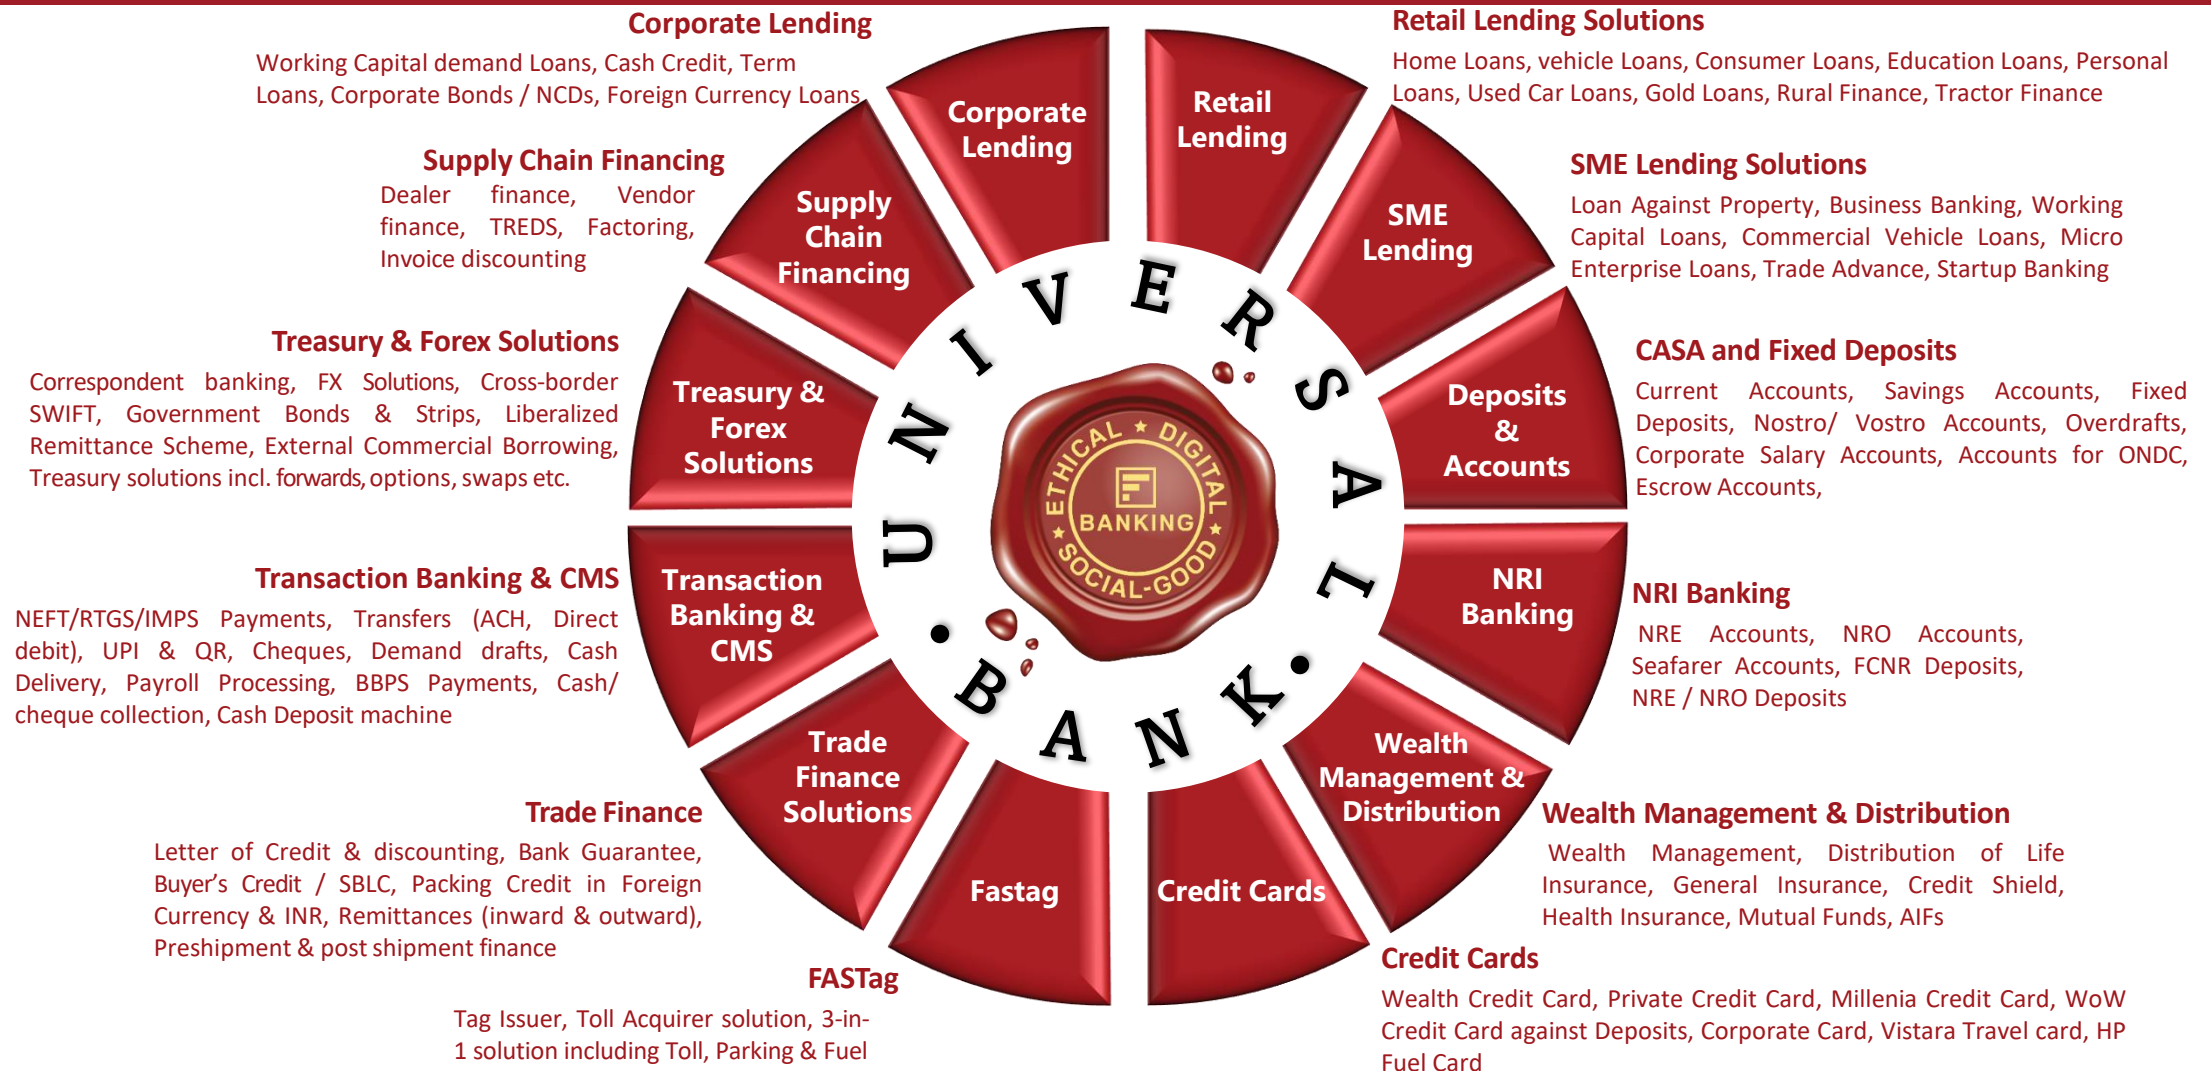 Corporate Lending
Working Capital demand Loans, Cash Credit, Term
Loans, Corporate Bonds / NCDs, Foreign Currency Loans
Supply Chain Financing
Dealer finance, Vendor
finance, TREDS, Factoring,
Invoice discounting
Treasury & Forex Solutions
Correspondent banking, FX Solutions, Cross-border
SWIFT, Government Bonds & Strips, Liberalized
Remittance Scheme, External Commercial Borrowing,
Treasury solutions incl. forwards, options, swaps etc.
Transaction Banking & CMS
NEFT/RTGS/IMPS Payments, Transfers (ACH, Direct
debit), UPI & QR, Cheques, Demand drafts, Cash
Delivery, Payroll Processing, BBPS Payments, Cash/
cheque collection, Cash Deposit machine
Trade Finance
Letter of Credit & discounting, Bank Guarantee,
Buyer's Credit / SBLC, Packing Credit in Foreign
Currency & INR, Remittances (inward & outward),
Preshipment & post shipment finance
FASTag
Tag Issuer, Toll Acquirer solution, 3-in-
1 solution including Toll, Parking & Fuel
Corporate
Lending
Retail
Lending
Supply
Chain
Financing
SME
Lending
Treasury &
Forex
Solutions
Deposits
&
Accounts
Transaction
Banking &
CMS
NRI
Banking
Trade
Finance
Solutions
Wealth
Management &
Distribution
Fastag
Credit Cards
UNIVERSAL
• BANK •
ETHICAL ★ DIGITAL ★ SOCIAL-GOOD ★
BANKING
Retail Lending Solutions
Home Loans, vehicle Loans, Consumer Loans, Education Loans, Personal
Loans, Used Car Loans, Gold Loans, Rural Finance, Tractor Finance
SME Lending Solutions
Loan Against Property, Business Banking, Working
Capital Loans, Commercial Vehicle Loans, Micro
Enterprise Loans, Trade Advance, Startup Banking
CASA and Fixed Deposits
Current Accounts, Savings Accounts, Fixed
Deposits, Nostro/ Vostro Accounts, Overdrafts,
Corporate Salary Accounts, Accounts for ONDC,
Escrow Accounts,
NRI Banking
NRE Accounts, NRO Accounts,
Seafarer Accounts, FCNR Deposits,
NRE / NRO Deposits
Wealth Management & Distribution
Wealth Management, Distribution of Life
Insurance, General Insurance, Credit Shield,
Health Insurance, Mutual Funds, AIFs
Credit Cards
Wealth Credit Card, Private Credit Card, Millenia Credit Card, WoW
Credit Card against Deposits, Corporate Card, Vistara Travel card, HP
Fuel Card